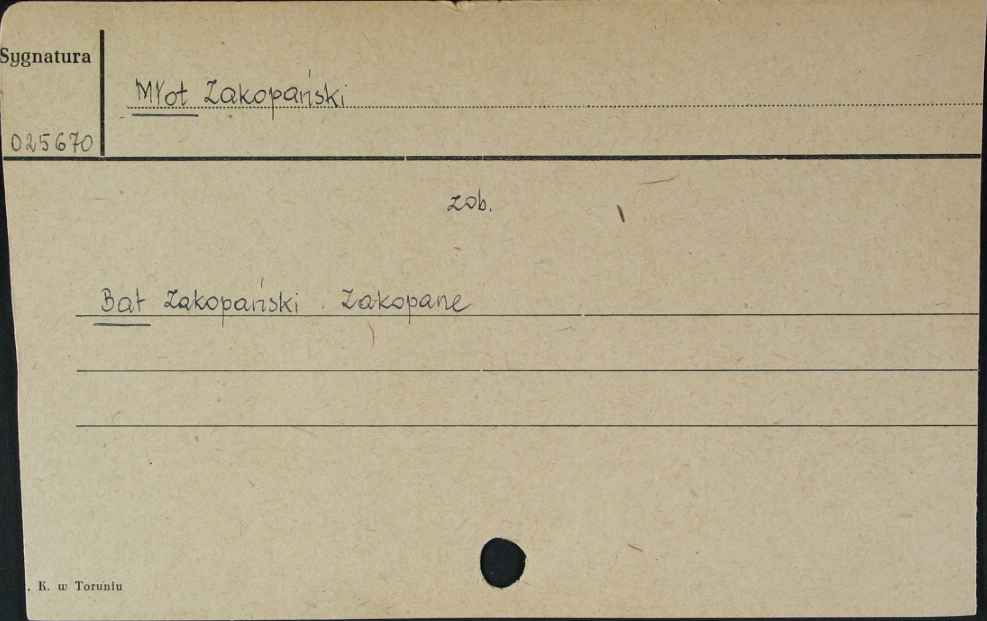 Sygnatura
Młot Zakopański
025670
zob.
Bat Zakopański. Zakopane
. K. w Toruniu